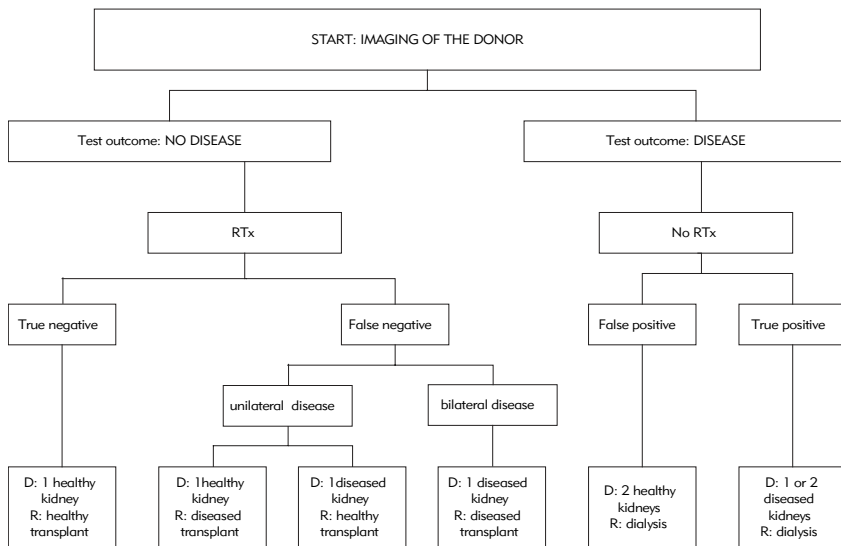 START: IMAGING OF THE DONOR
Test outcome: NO DISEASE
Test outcome: DISEASE
RTx
No RTx
True negative
False negative
False positive
True positive
unilateral disease
bilateral disease
D: 1 healthy
kidney
R: healthy
transplant
D: 1healthy
kidney
R: diseased
transplant
D: 1diseased
kidney
R: healthy
transplant
D: 1 diseased
kidney
R: diseased
transplant
D: 2 healthy
kidneys
R: dialysis
D: 1 or 2
diseased
kidneys
R: dialysis